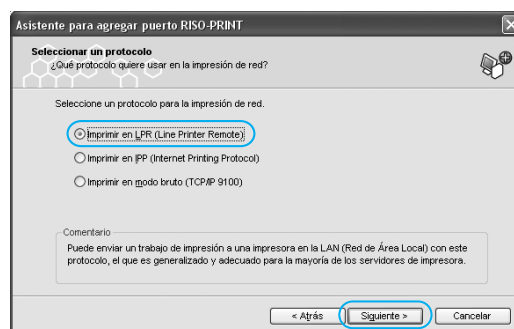 Asistente para agregar puerto RISO-PRINT
Seleccionar un protocolo
¿Qué protocolo quiere usar en la impresión de red?
Seleccione un protocolo para la impresión de red.
Imprimir en LPR (Line Printer Remote)
Imprimir en IPP (Internet Printing Protocol)
Imprimir en modo bruto (TCP/IP 9100)
Comentario
Puede enviar un trabajo de impresión a una impresora en la LAN (Red de Área Local) con este
protocolo, el que es generalizado y adecuado para la mayoría de los servidores de impresora.
< Atrás
Siguiente >
Cancelar